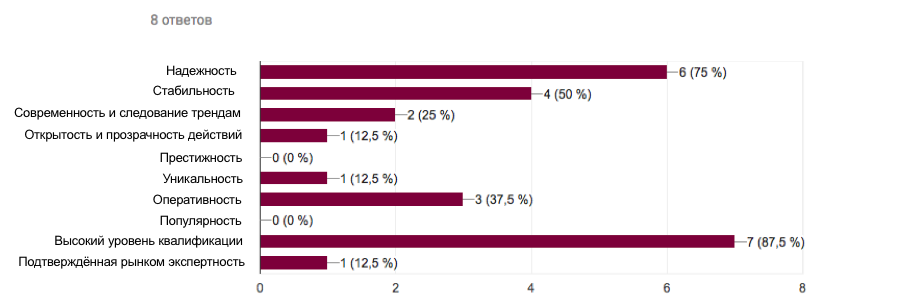 8 ответов
Надежность 6 (75 %)
Стабильность 4 (50 %)
Современность и следование трендам 2 (25 %)
Открытость и прозрачность действий 1 (12,5 %)
Престижность 0 (0 %)
Уникальность 1 (12,5 %)
Оперативность 3 (37,5 %)
Популярность 0 (0 %)
Высокий уровень квалификации 7 (87,5 %)
Подтверждённая рынком экспертность 1 (12,5 %)
0 2 4 6 8